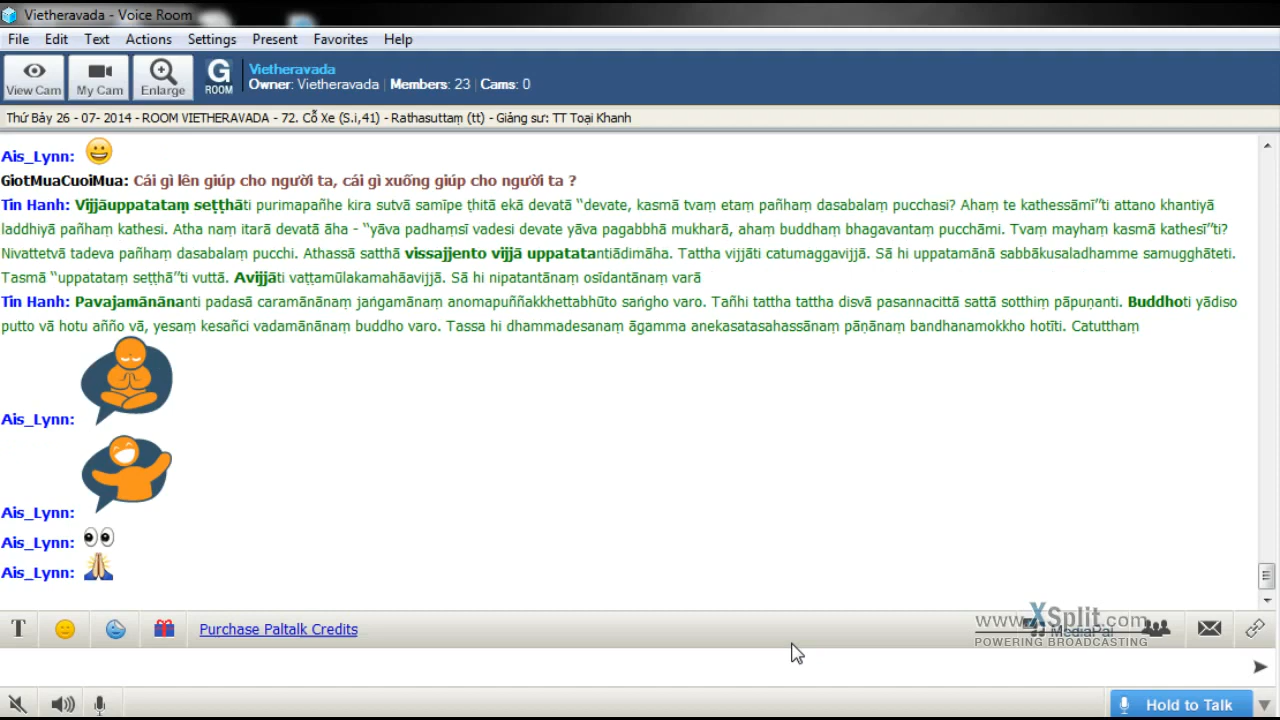 Vietheravada - Voice Room
File Edit Text Actions Settings Present Favorites Help
View Cam My Cam Enlarge G ROOM
Vietheravada
Owner: Vietheravada | Members: 23 | Cams: 0
Thứ Bảy 26 - 07- 2014 - ROOM VIETHERAVADA - 72. Cỗ Xe (S.i,41) - Rathasuttaṃ (tt) - Giảng sư: TT Toại Khanh
Ais_Lynn:
GiotMuaCuoiMua: Cái gì lên giúp cho người ta, cái gì xuống giúp cho người ta ?
Tin Hanh: Vijjāuppatataṃ seṭṭhāti purimapañhe kira sutvā samīpe ṭhitā ekā devatā “devate, kasmā tvaṃ etaṃ pañhaṃ dasabalaṃ pucchasi? Ahaṃ te kathessāmī”ti attano khantiyā
laddhiyā pañhaṃ kathesi. Atha naṃ itarā devatā āha - “yāva padhaṃsī vadesi devate yāva pagabbhā mukharā, ahaṃ buddhaṃ bhagavantaṃ pucchāmi. Tvaṃ mayhaṃ kasmā kathesī”ti?
Nivattetvā tadeva pañhaṃ dasabalaṃ pucchi. Athassā satthā vissajjento vijjā uppatatantiādimāha. Tattha vijjāti catumaggavijjā. Sā hi uppatamānā sabbākusaladhamme samugghāteti.
Tasmā “uppatataṃ seṭṭhā”ti vuttā. Avijjāti vaṭṭamūlakamahāavijjā. Sā hi nipatantānaṃ osīdantānaṃ varā
Tin Hanh: Pavajamānānanti padasā caramānānaṃ jaṅgamānaṃ anomapuññakkhettabhūto saṅgho varo. Tañhi tattha tattha disvā pasannacittā sattā sotthiṃ pāpuṇanti. Buddhoti yādiso
putto vā hotu añño vā, yesaṃ kesañci vadamānānaṃ buddho varo. Tassa hi dhammadesanaṃ āgamma anekasatasahassānaṃ pāṇānaṃ bandhanamokkho hotīti. Catutthaṃ
Ais_Lynn:
Ais_Lynn:
Ais_Lynn:
Ais_Lynn:
T Purchase Paltalk Credits
www.XSplit.com
MediaPal
POWERING BROADCASTING
Hold to Talk